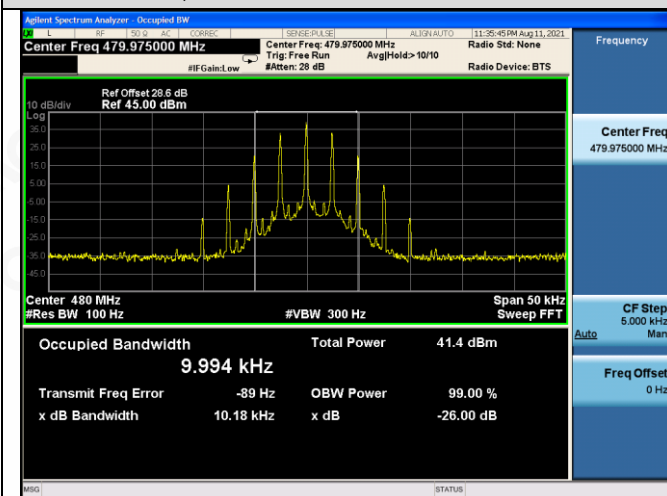 Agilent Spectrum Analyzer - Occupied BW
LXI L RF 50 Ω AC CORREC SENSE:PULSE ALIGN AUTO 11:35:45 PM Aug 11, 2021
Center Freq 479.975000 MHz
Center Freq: 479.975000 MHz Radio Std: None
Trig: Free Run Avg|Hold:> 10/10
#IFGain:Low #Atten: 28 dB Radio Device: BTS
Ref Offset 28.6 dB
10 dB/div Ref 45.00 dBm
Log
35.0
25.0
15.0
5.00
-5.00
-15.0
-25.0
-35.0
-45.0
Center 480 MHz Span 50 kHz
#Res BW 100 Hz #VBW 300 Hz Sweep FFT
Occupied Bandwidth Total Power 41.4 dBm
9.994 kHz
Transmit Freq Error -89 Hz OBW Power 99.00 %
x dB Bandwidth 10.18 kHz x dB -26.00 dB
MSG STATUS
Frequency
Center Freq
479.975000 MHz
CF Step
5.000 kHz
Auto Man
Freq Offset
0 Hz